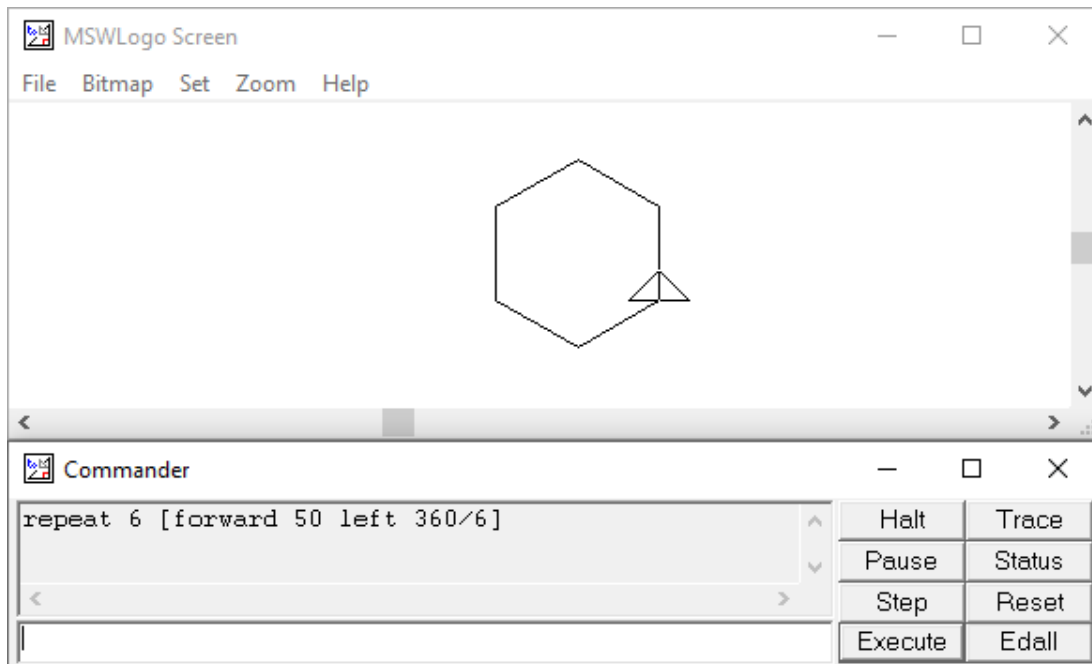 MSWLogo Screen
File Bitmap Set Zoom Help
Commander
repeat 6 [forward 50 left 360/6]
Halt Trace
Pause Status
Step Reset
Execute Edall